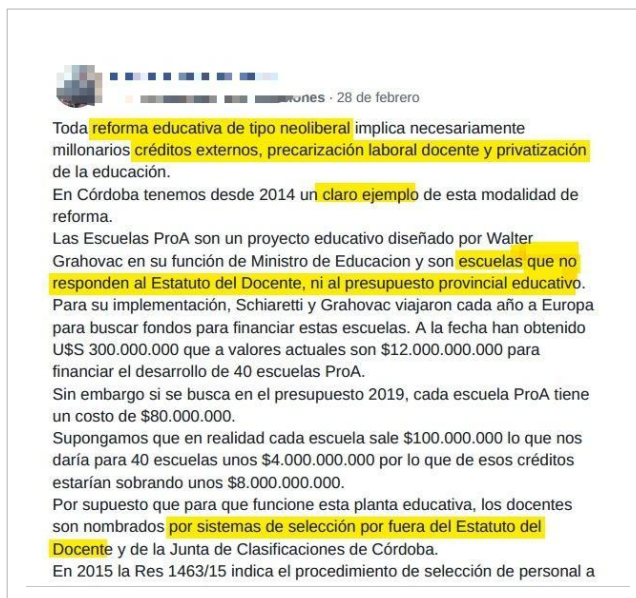 · 28 de febrero
Toda reforma educativa de tipo neoliberal implica necesariamente
millonarios créditos externos, precarización laboral docente y privatización
de la educación.
En Córdoba tenemos desde 2014 un claro ejemplo de esta modalidad de
reforma.
Las Escuelas ProA son un proyecto educativo diseñado por Walter
Grahovac en su función de Ministro de Educacion y son escuelas que no
responden al Estatuto del Docente, ni al presupuesto provincial educativo.
Para su implementación, Schiaretti y Grahovac viajaron cada año a Europa
para buscar fondos para financiar estas escuelas. A la fecha han obtenido
U$S 300.000.000 que a valores actuales son $12.000.000.000 para
financiar el desarrollo de 40 escuelas ProA.
Sin embargo si se busca en el presupuesto 2019, cada escuela ProA tiene
un costo de $80.000.000.
Supongamos que en realidad cada escuela sale $100.000.000 lo que nos
daría para 40 escuelas unos $4.000.000.000 por lo que de esos créditos
estarían sobrando unos $8.000.000.000.
Por supuesto que para que funcione esta planta educativa, los docentes
son nombrados por sistemas de selección por fuera del Estatuto del
Docente y de la Junta de Clasificaciones de Córdoba.
En 2015 la Res 1463/15 indica el procedimiento de selección de personal a